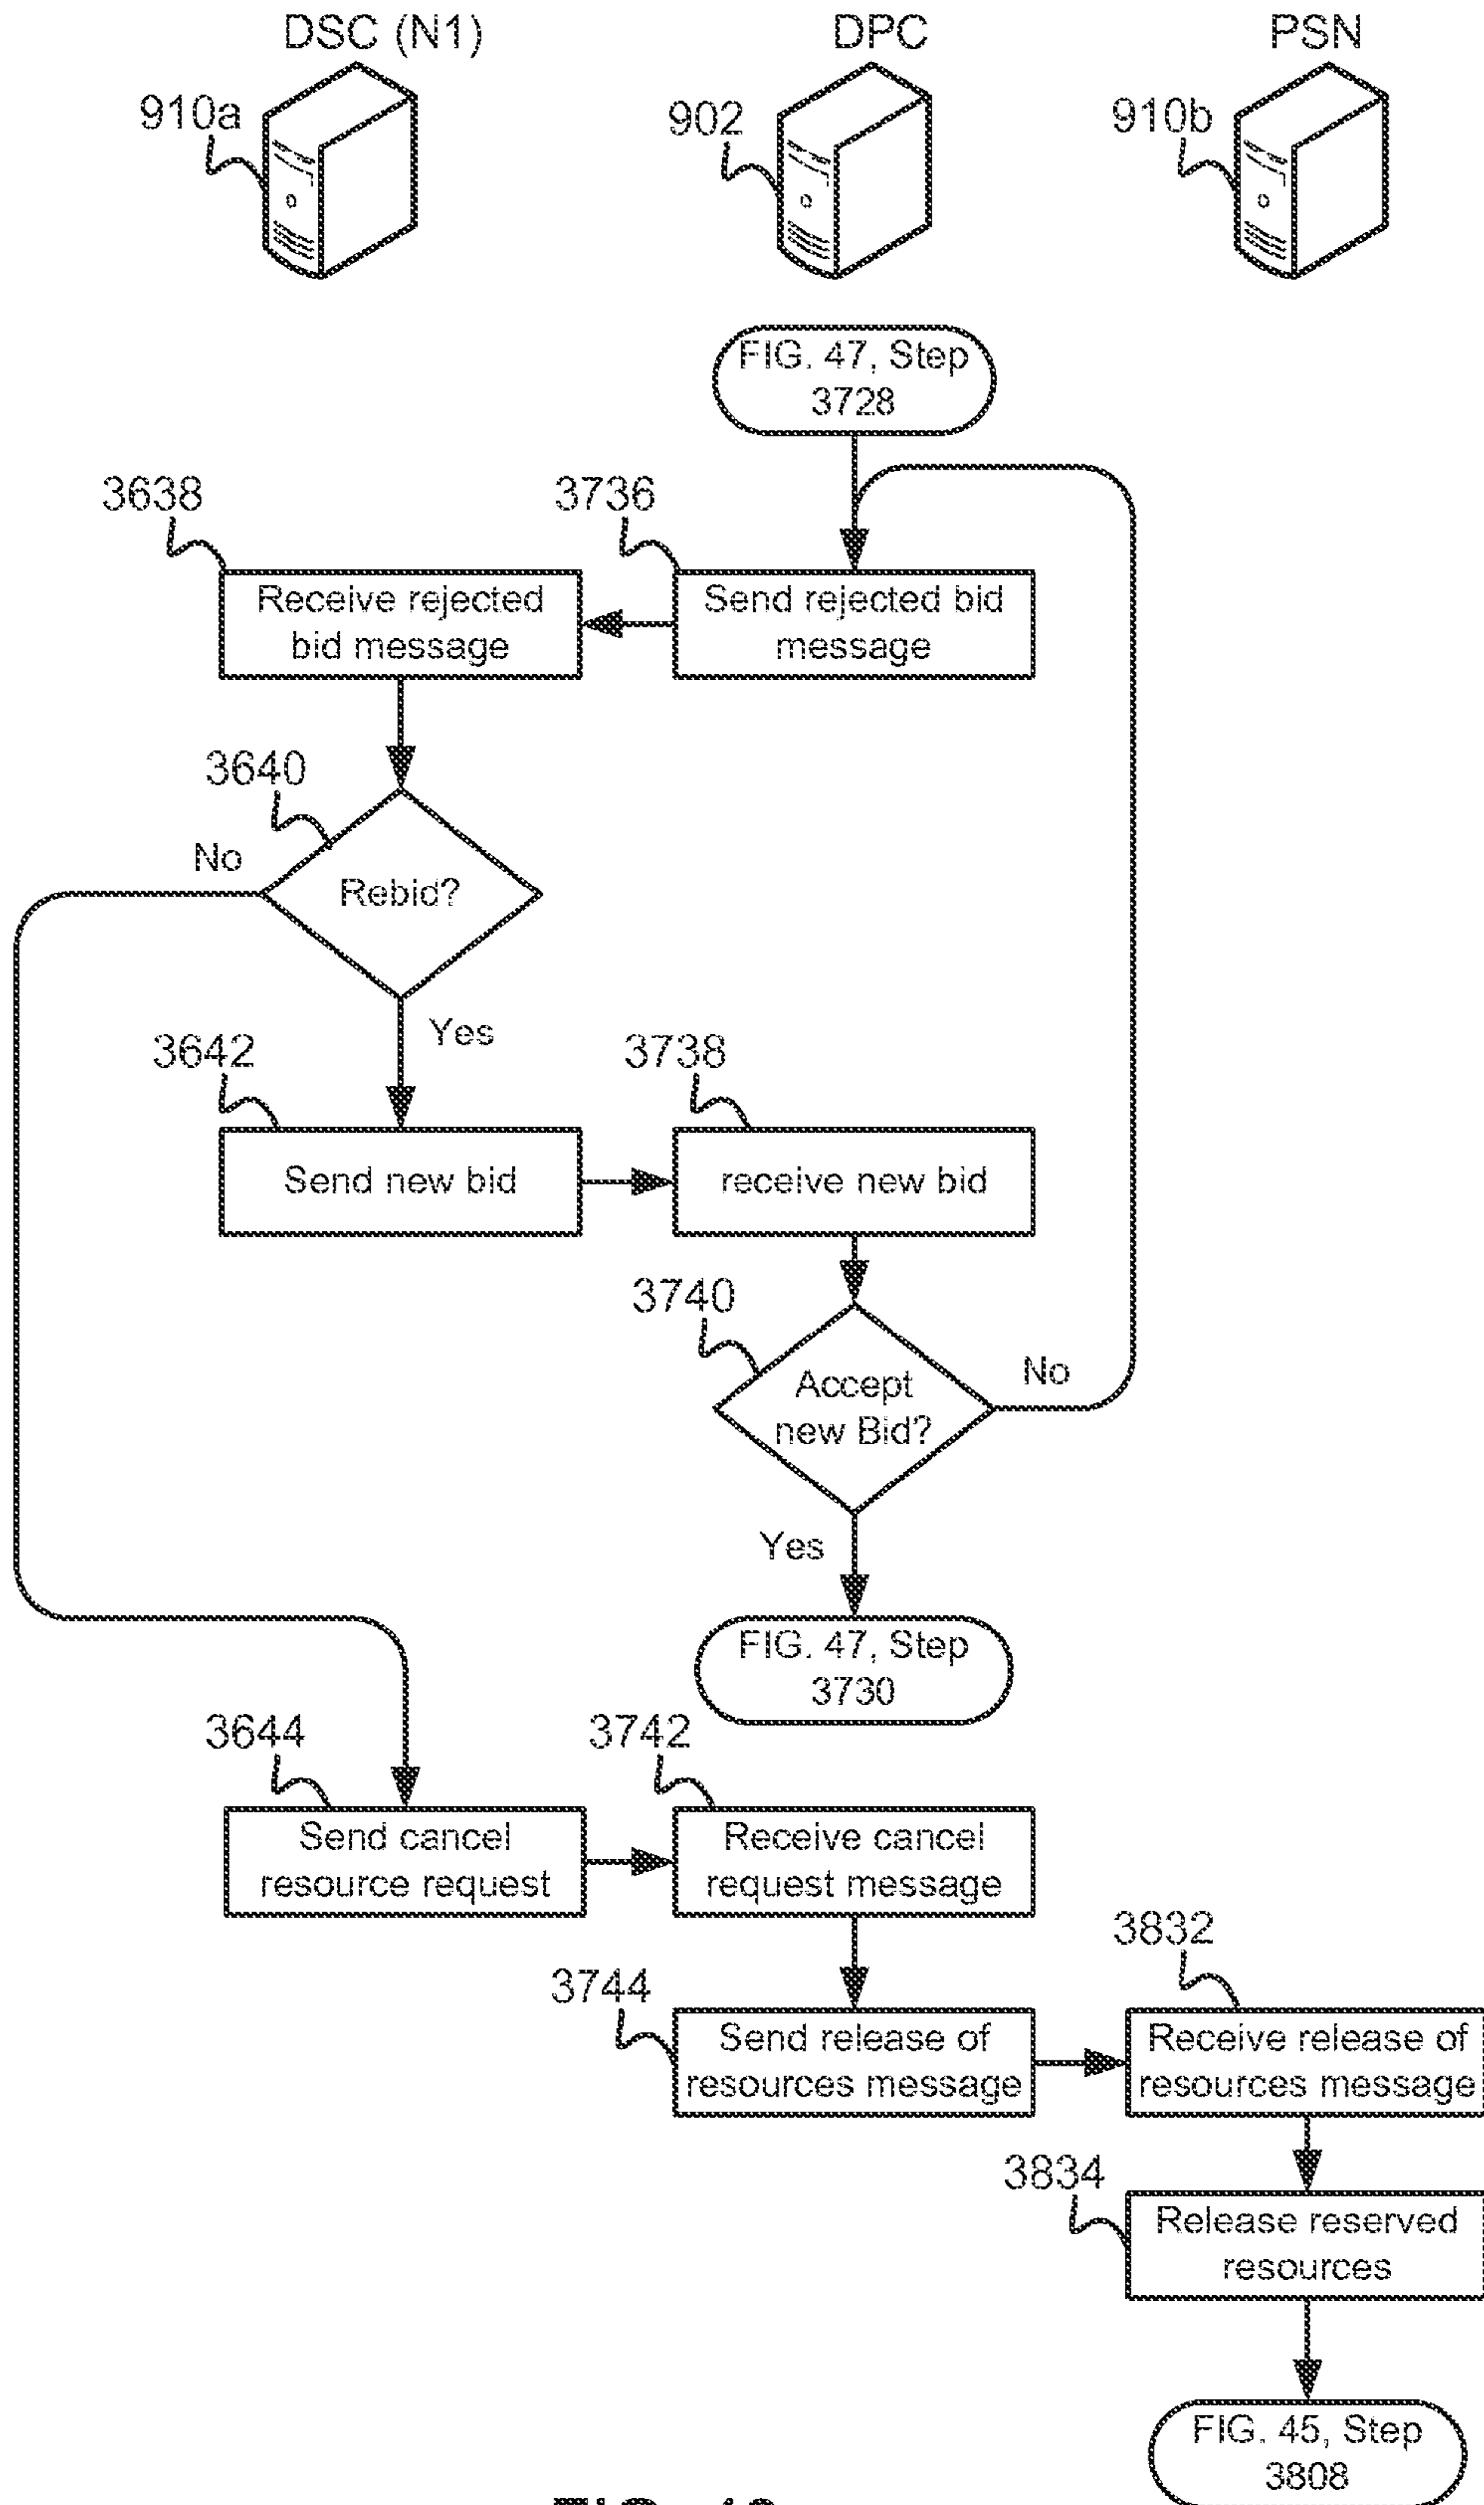 DSC (N1)
DPC
PSN
910a
902
910b
FIG. 47, Step
3728
3638
3736
Receive rejected
bid message
Send rejected bid
message
3640
No
Rebid?
Yes
3642
3738
Send new bid
receive new bid
3740
Accept
new Bid?
No
Yes
FIG. 47, Step
3730
3644
3742
Send cancel
resource request
Receive cancel
request message
3832
3744
Send release of
resources message
Receive release of
resources message
3834
Release reserved
resources
FIG. 45, Step
3808